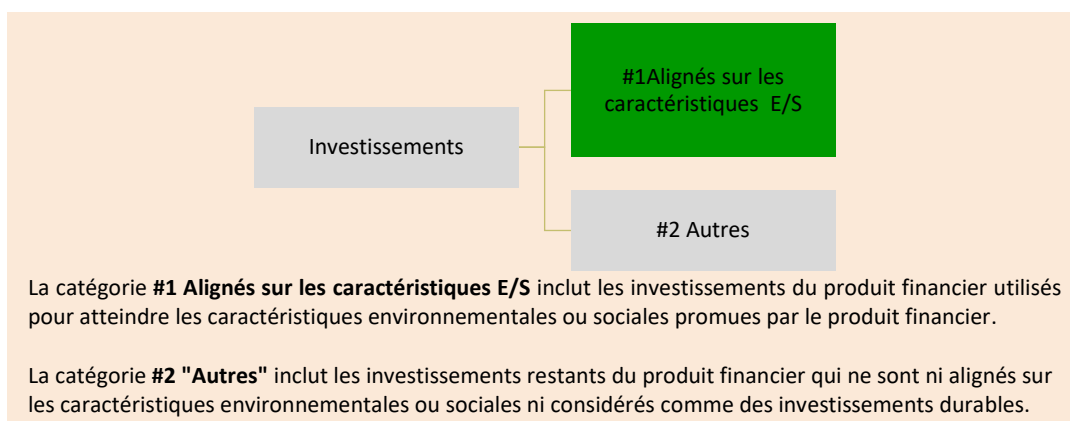 #1Alignés sur les
caractéristiques E/S
Investissements
#2 Autres
La catégorie #1 Alignés sur les caractéristiques E/S inclut les investissements du produit financier utilisés
pour atteindre les caractéristiques environnementales ou sociales promues par le produit financier.
La catégorie #2 "Autres" inclut les investissements restants du produit financier qui ne sont ni alignés sur
les caractéristiques environnementales ou sociales ni considérés comme des investissements durables.